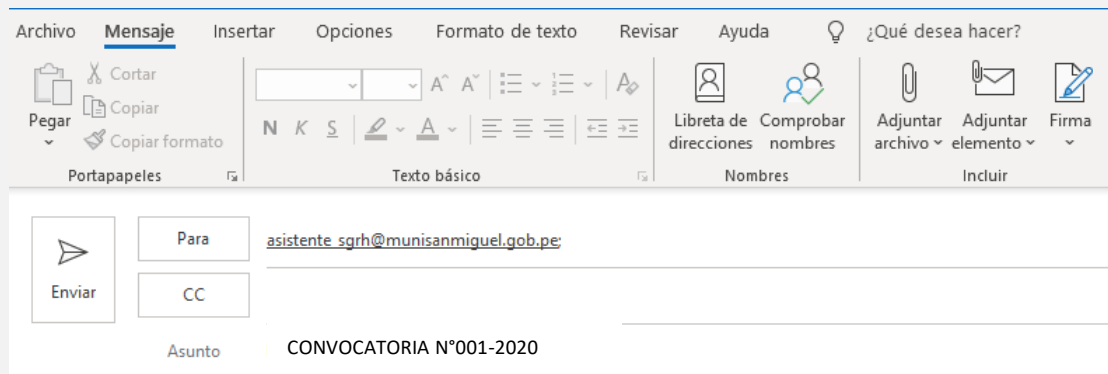 Archivo Mensaje Insertar Opciones Formato de texto Revisar Ayuda ¿Qué desea hacer?
Pegar
Cortar
Copiar
Copiar formato
Portapapeles
N K S A
Texto básico
Libreta de direcciones
Comprobar nombres
Nombres
Adjuntar archivo
Adjuntar elemento
Firma
Incluir
Enviar
Para asistente_sgrh@munisanmiguel.gob.pe;
CC
Asunto CONVOCATORIA N°001-2020